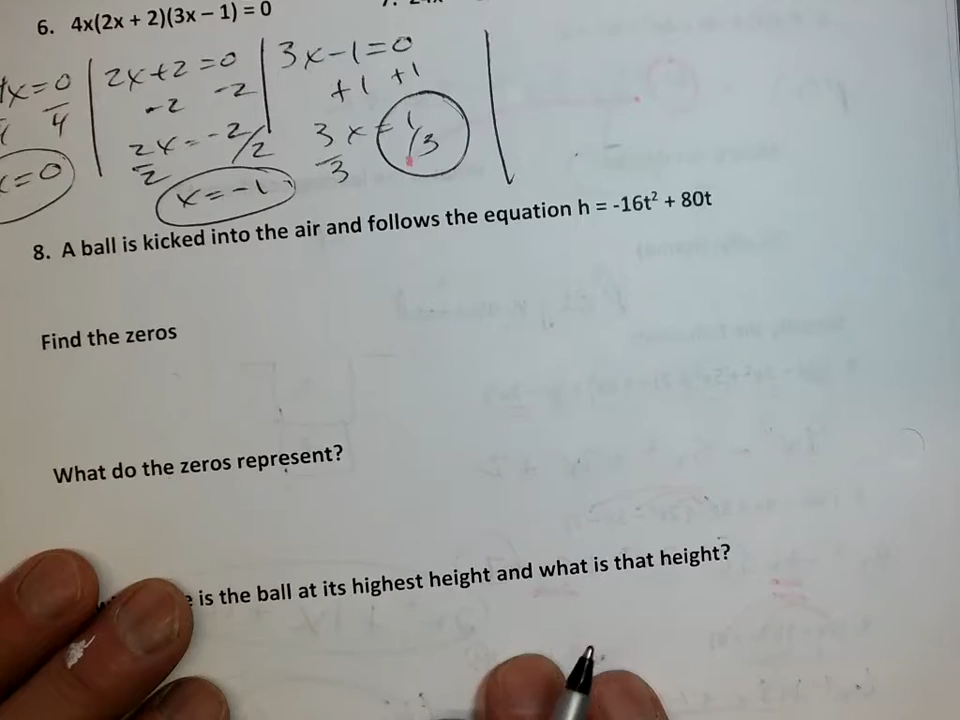 6. 4x(2x + 2)(3x – 1) = 0
4x=0 | 2x+2=0 | 3x-1=0
4 4 -2 -2 +1 +1
2x = -2/2 3x = 1/3
2 3
x=0 x=-1
8. A ball is kicked into the air and follows the equation h = -16t² + 80t
Find the zeros
What do the zeros represent?
is the ball at its highest height and what is that height?